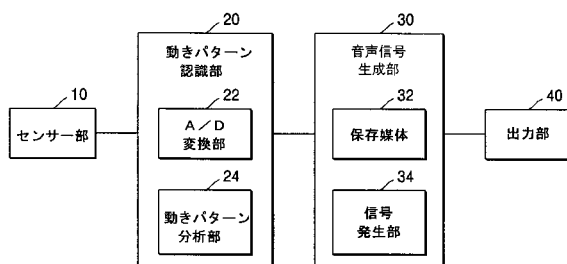 20
30
動きパターン
認識部
音声信号
生成部
10
センサー部
22
A/D
変換部
32
保存媒体
40
出力部
24
動きパターン
分析部
34
信号
発生部